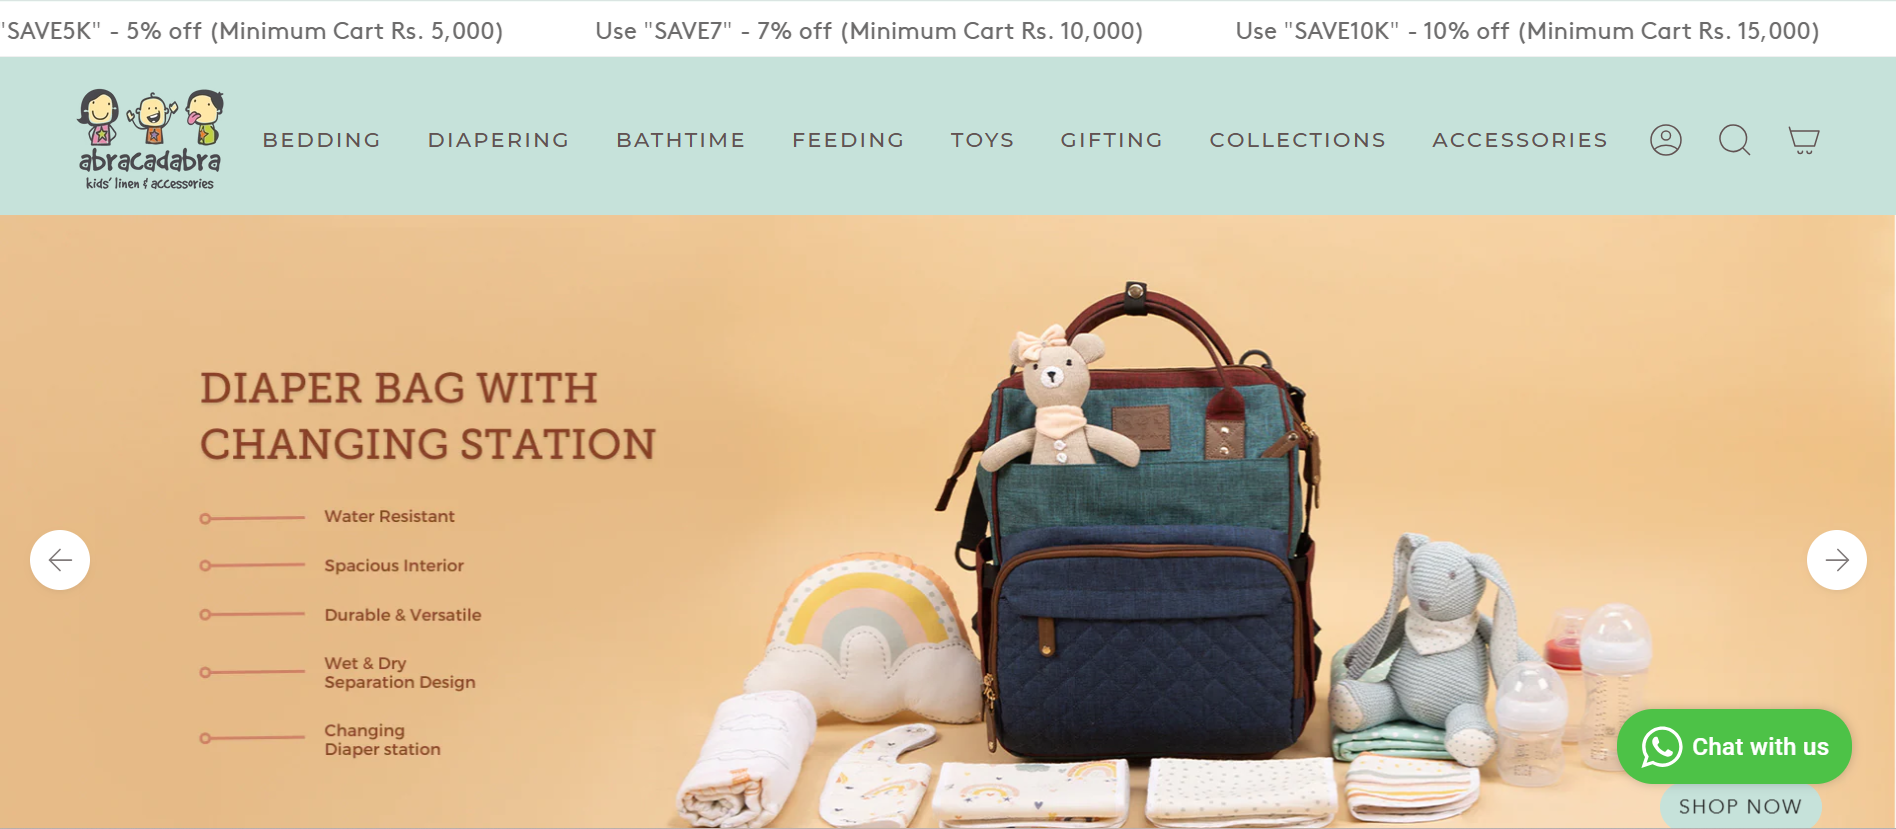 "SAVE5K" - 5% off (Minimum Cart Rs. 5,000)
Use "SAVE7" - 7% off (Minimum Cart Rs. 10,000)
Use "SAVE10K" - 10% off (Minimum Cart Rs. 15,000)
abracadabra
kids' linen & accessories
BEDDING
DIAPERING
BATHTIME
FEEDING
TOYS
GIFTING
COLLECTIONS
ACCESSORIES
DIAPER BAG WITH
CHANGING STATION
Water Resistant
Spacious Interior
Durable & Versatile
Wet & Dry
Separation Design
Changing
Diaper station
Chat with us
SHOP NOW